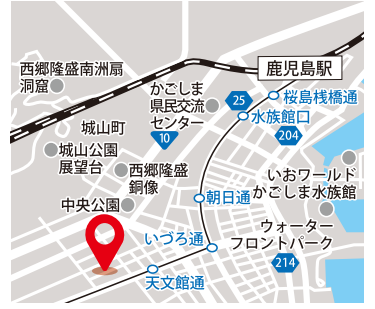 鹿児島駅
西郷隆盛南洲扇
洞窟
かごしま
県民交流
センター
25
桜島桟橋通
水族館口
204
城山町
10
城山公園
展望台
西郷隆盛
銅像
いおワールド
かごしま水族館
中央公園
朝日通
ウォーター
フロントパーク
いづろ通
214
天文館通